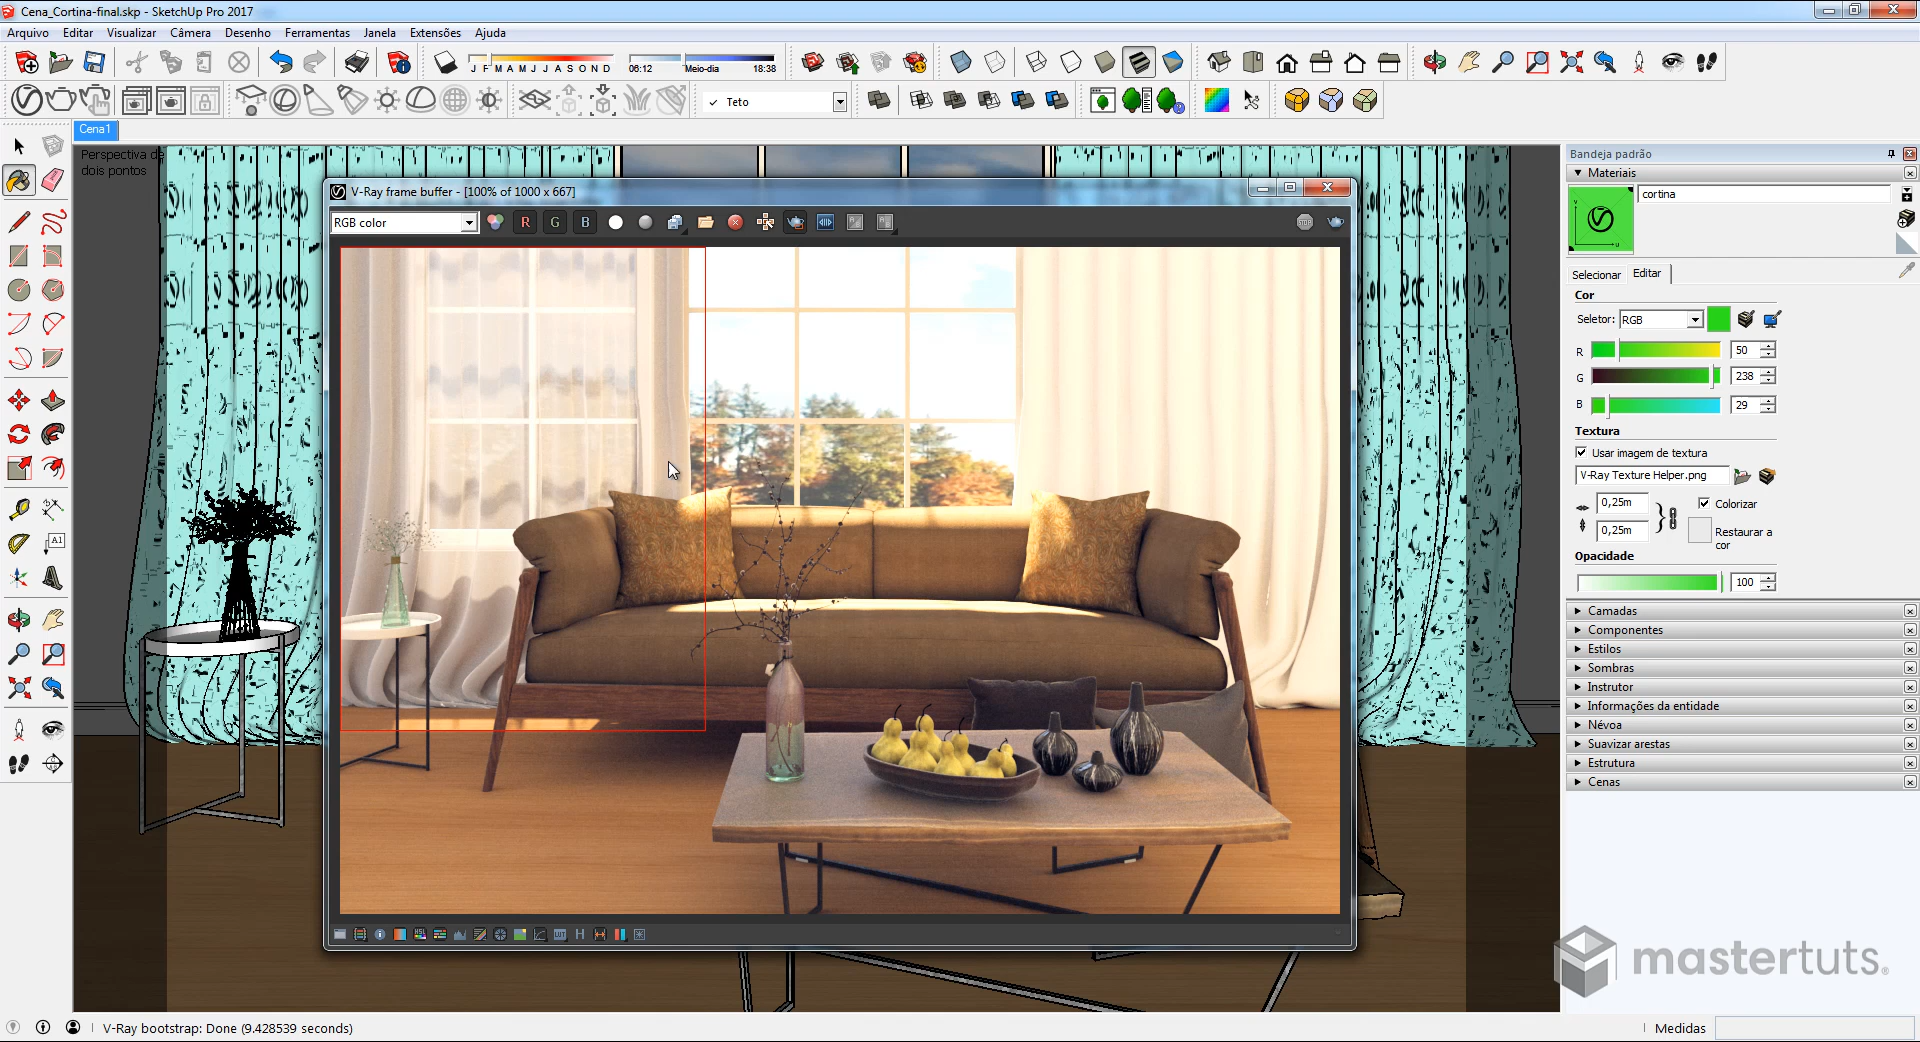 Cena_Cortina-final.skp - SketchUp Pro 2017
Arquivo Editar Visualizar Câmera Desenho Ferramentas Janela Extensões Ajuda
J F M A M J J A S O N D
06:12 Meio-dia 18:38
Teto
Cena1
Perspectiva de
dois pontos
V-Ray frame buffer - [100% of 1000 x 667]
RGB color
R G B
STOP
Bandeja padrão
Materiais
cortina
Selecionar Editar
Cor
Seletor: RGB
R 50
G 238
B 29
Textura
Usar imagem de textura
V-Ray Texture Helper.png
0,25m
Colorizar
0,25m
Restaurar a
cor
Opacidade
100
Camadas
Componentes
Estilos
Sombras
Instrutor
Informações da entidade
Névoa
Suavizar arestas
Estrutura
Cenas
A1
HSL
LUT
H
mastertuts.®
V-Ray bootstrap: Done (9.428539 seconds)
Medidas